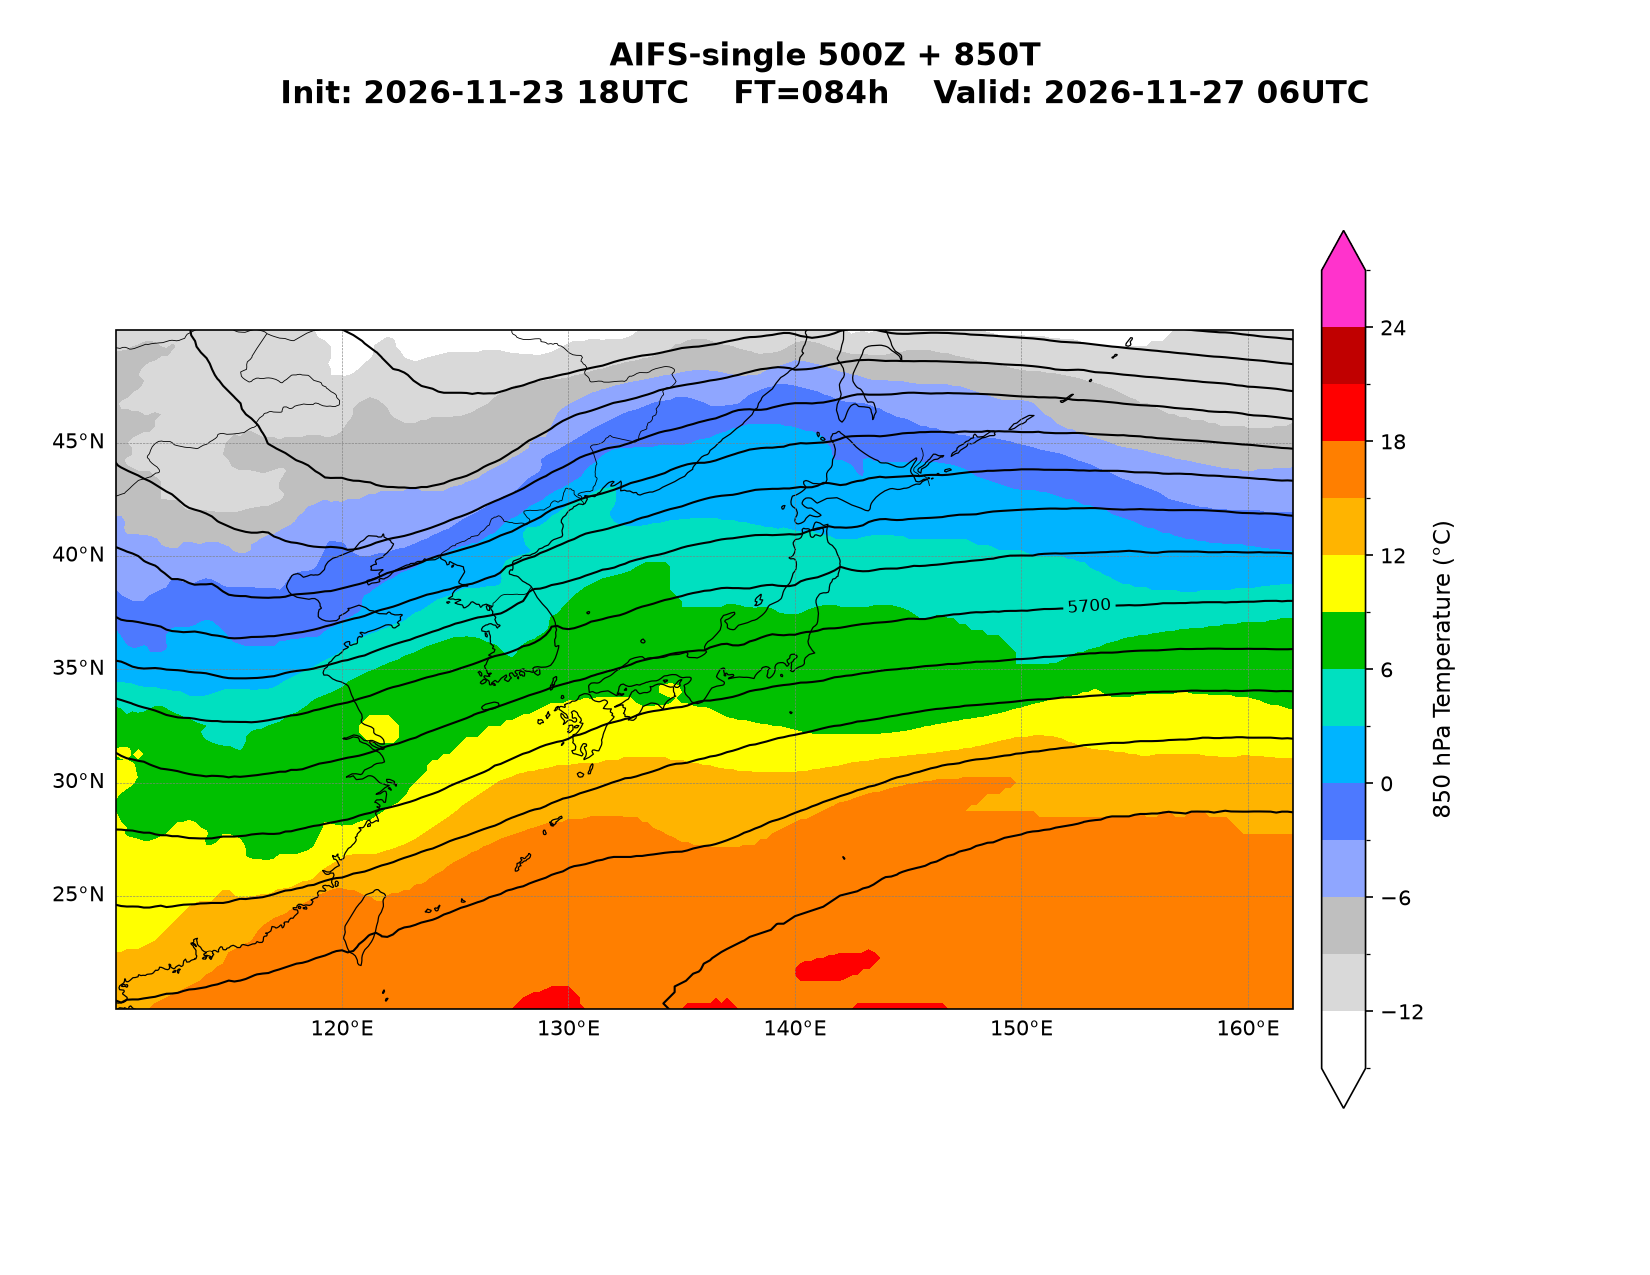 AIFS-single 500Z + 850T
Init: 2026-11-23 18UTC    FT=084h    Valid: 2026-11-27 06UTC
45°N
40°N
35°N
30°N
25°N
120°E
130°E
140°E
150°E
160°E
5700
24
18
12
6
0
−6
−12
850 hPa Temperature (°C)